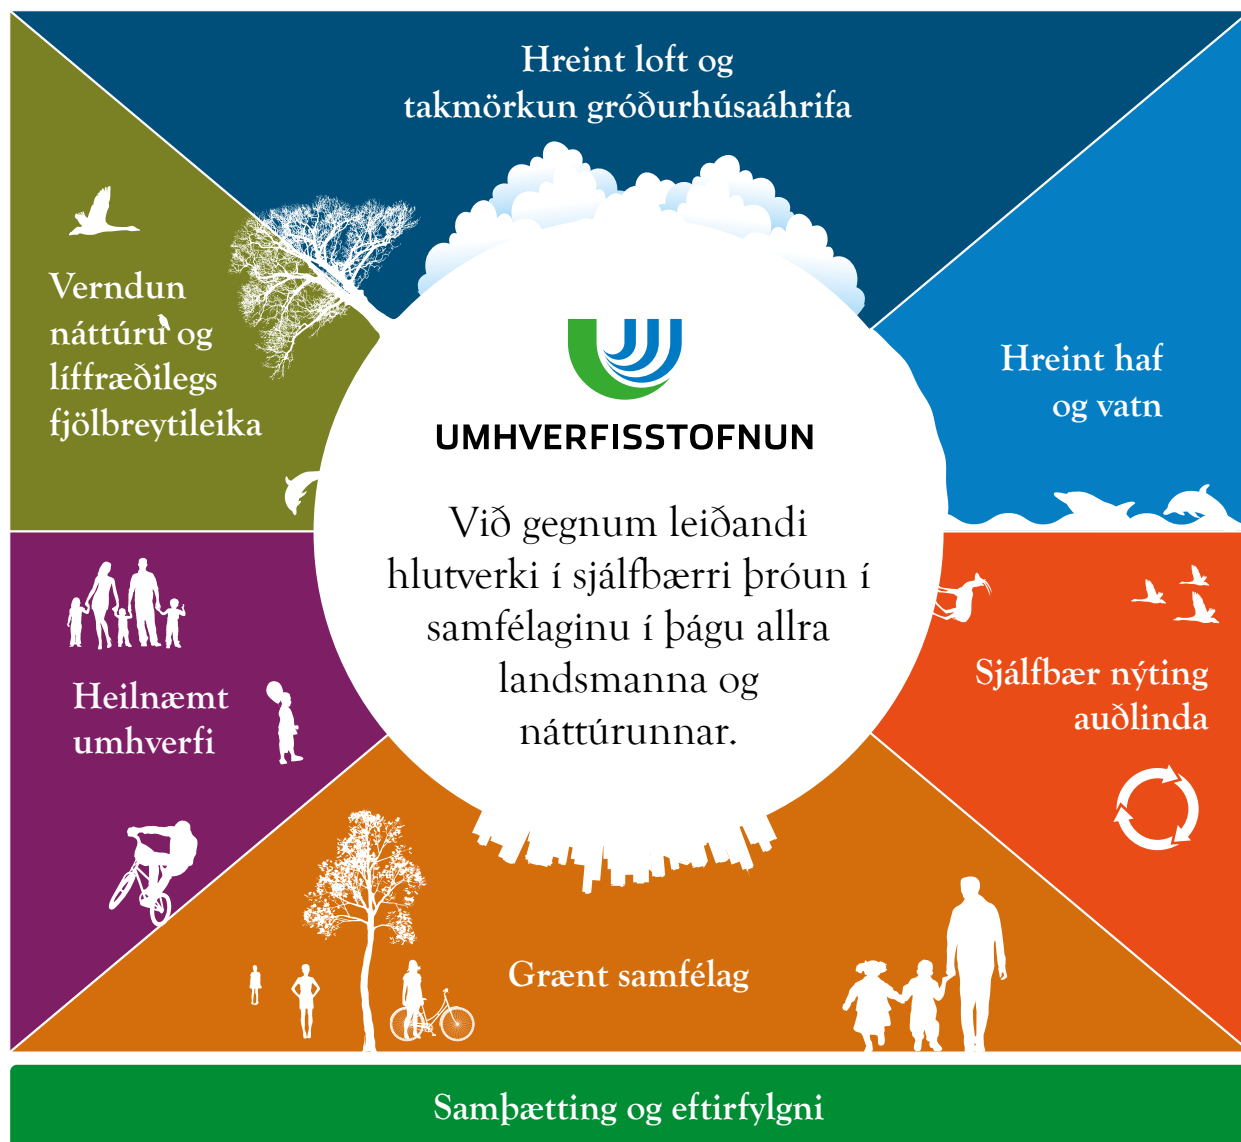 Hreint loft og
takmörkun gróðurhúsaáhrifa
Verndun
náttúru og
líffræðilegs
fjölbreytileika
Hreint haf
og vatn
UMHVERFISSTOFNUN
Við gegnum leiðandi
hlutverki í sjálfbærri þróun í
samfélaginu í þágu allra
landsmanna og
náttúrunnar.
Heilnæmt
umhverfi
Sjálfbær nýting
auðlinda
Grænt samfélag
Samþætting og eftirfylgni